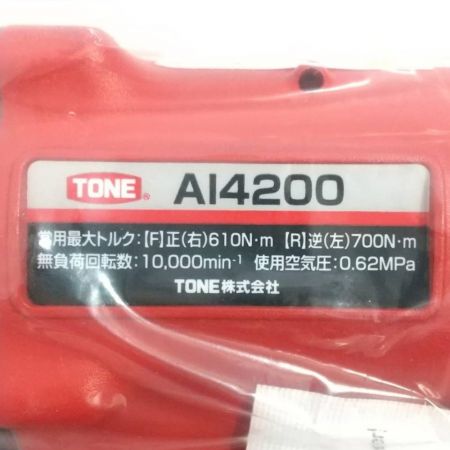 TONE® AI4200
常用最大トルク:【F】正(右)610N·m 【R】逆(左)700N·m
無負荷回転数:10,000min⁻¹ 使用空気圧:0.62MPa
TONE株式会社